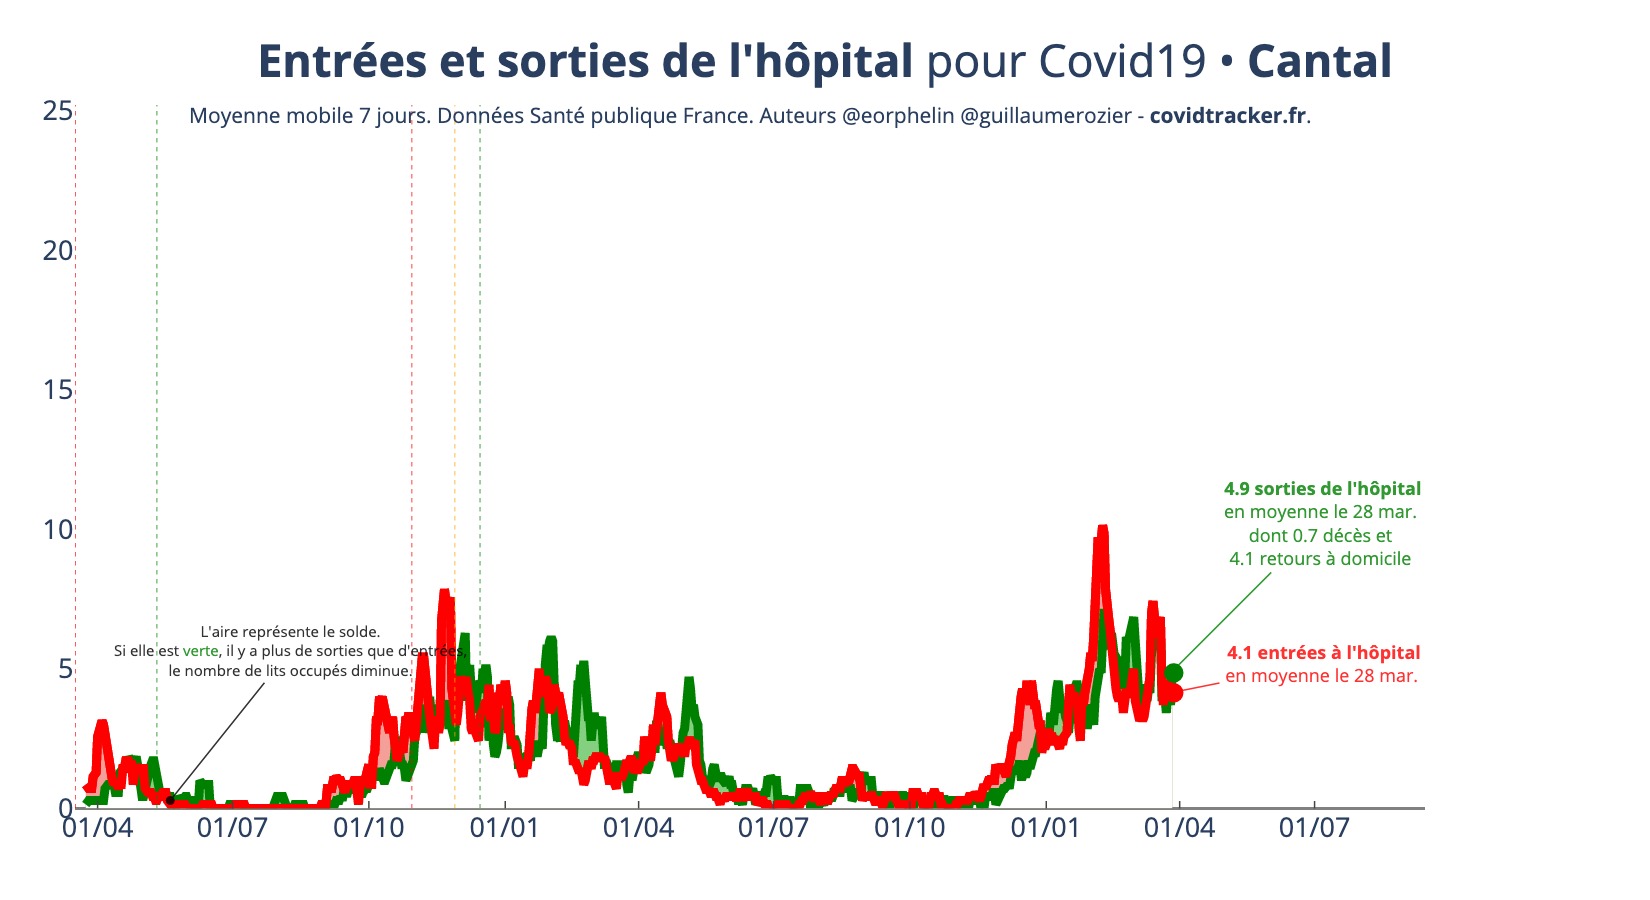 Entrées et sorties de l'hôpital pour Covid19 • Cantal
Moyenne mobile 7 jours. Données Santé publique France. Auteurs @eorphelin @guillaumerozier - covidtracker.fr.
25
20
15
10
5
0
4.9 sorties de l'hôpital
en moyenne le 28 mar.
dont 0.7 décès et
4.1 retours à domicile
L'aire représente le solde.
Si elle est verte, il y a plus de sorties que d'entrées,
le nombre de lits occupés diminue.
4.1 entrées à l'hôpital
en moyenne le 28 mar.
01/04 01/07 01/10 01/01 01/04 01/07 01/10 01/01 01/04 01/07